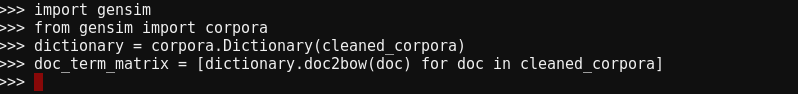 >>> import gensim
>>> from gensim import corpora
>>> dictionary = corpora.Dictionary(cleaned_corpora)
>>> doc_term_matrix = [dictionary.doc2bow(doc) for doc in cleaned_corpora]
>>>